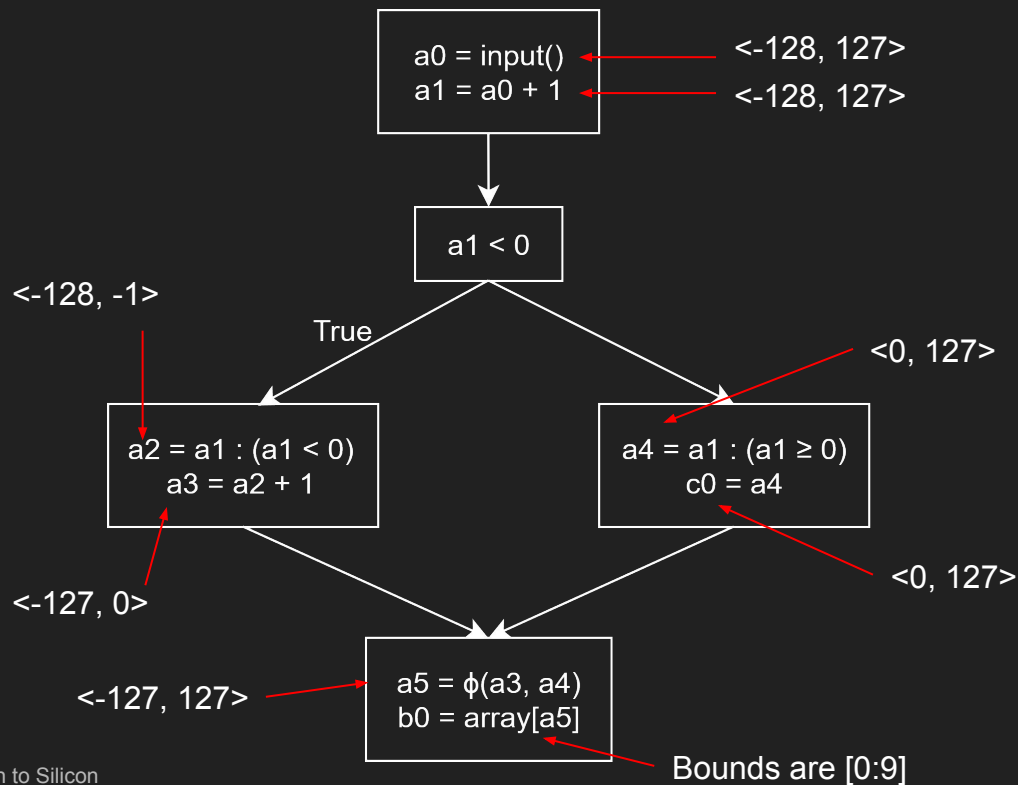 a0 = input()
a1 = a0 + 1
<-128, 127>
<-128, 127>
a1 < 0
<-128, -1>
True
<0, 127>
a2 = a1 : (a1 < 0)
a3 = a2 + 1
a4 = a1 : (a1 ≥ 0)
c0 = a4
<-127, 0>
<0, 127>
<-127, 127>
a5 = ϕ(a3, a4)
b0 = array[a5]
Bounds are [0:9]
to Silicon